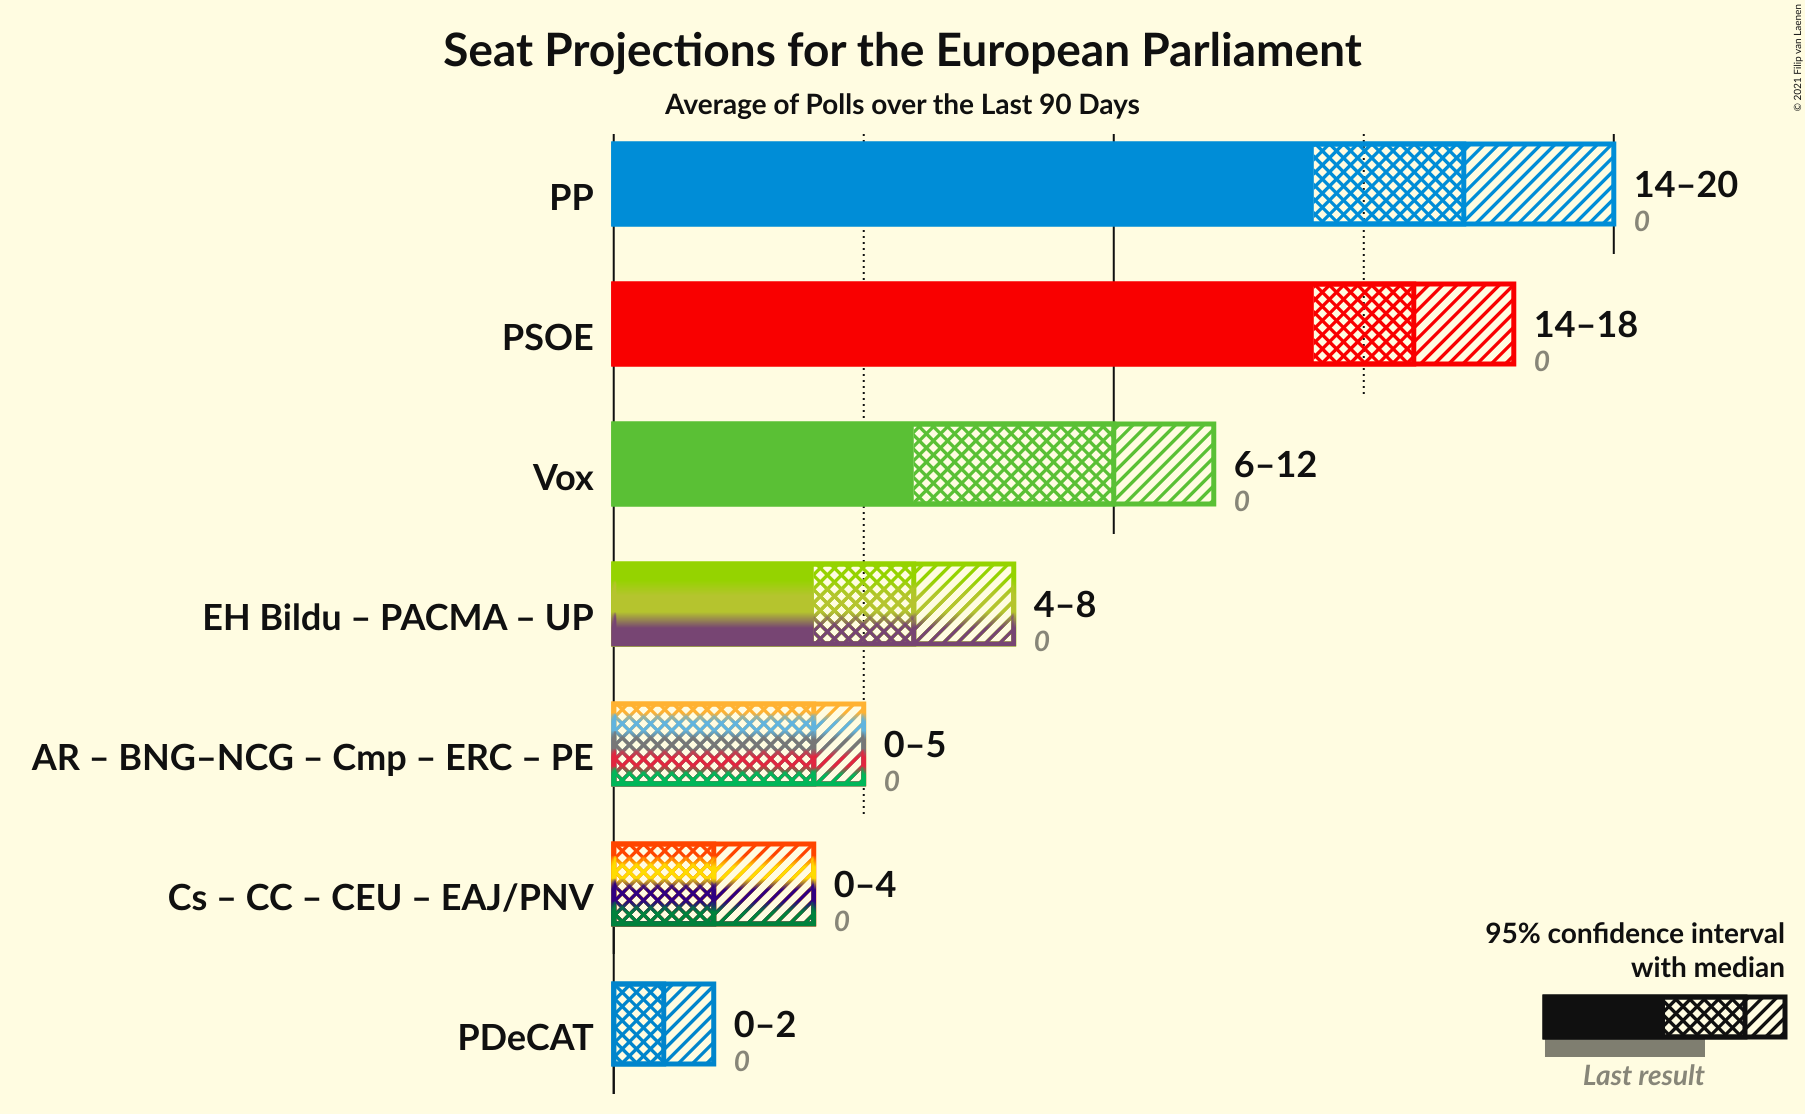 Seat Projections for the European Parliament
Average of Polls over the Last 90 Days
© 2021 Filip van Laenen
PP
14–20
0
PSOE
14–18
0
Vox
6–12
0
EH Bildu – PACMA – UP
4–8
0
AR – BNG–NCG – Cmp – ERC – PE
0–5
0
Cs – CC – CEU – EAJ/PNV
0–4
0
PDeCAT
0–2
0
95% confidence interval
with median
Last result